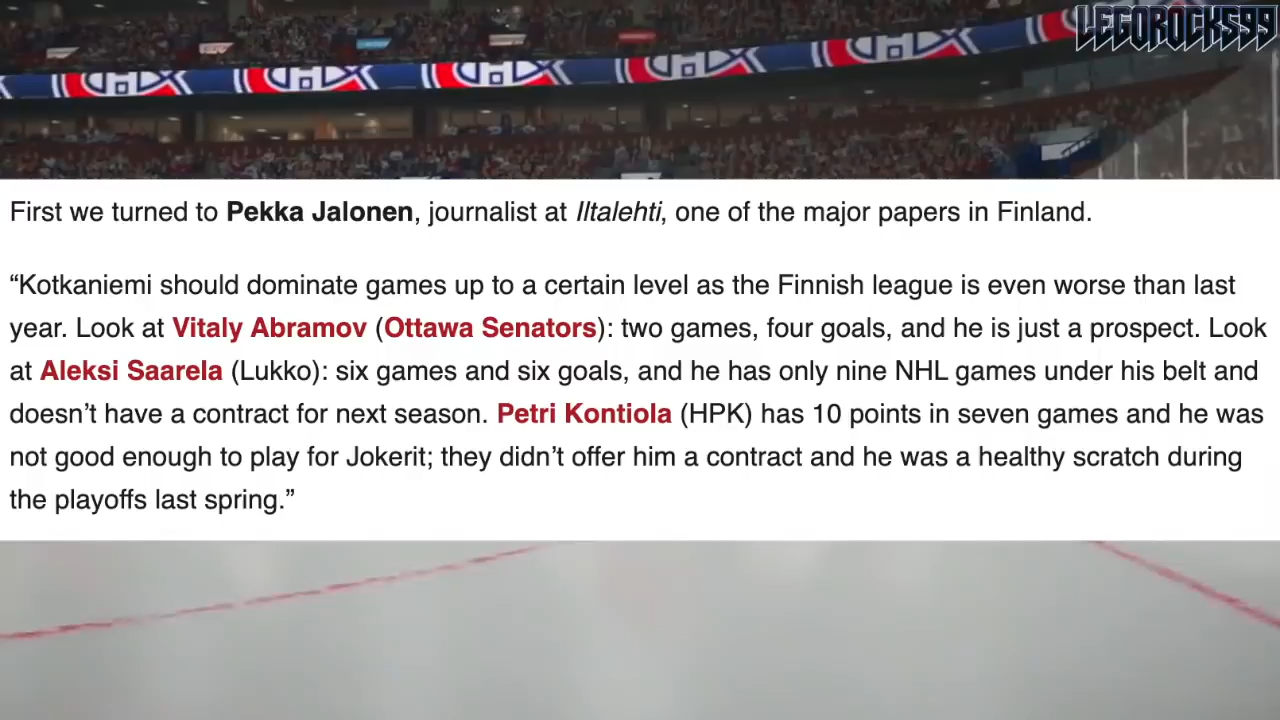 LEGOROCKS99
First we turned to Pekka Jalonen, journalist at Iltalehti, one of the major papers in Finland.
“Kotkaniemi should dominate games up to a certain level as the Finnish league is even worse than last
year. Look at Vitaly Abramov (Ottawa Senators): two games, four goals, and he is just a prospect. Look
at Aleksi Saarela (Lukko): six games and six goals, and he has only nine NHL games under his belt and
doesn’t have a contract for next season. Petri Kontiola (HPK) has 10 points in seven games and he was
not good enough to play for Jokerit; they didn’t offer him a contract and he was a healthy scratch during
the playoffs last spring.”